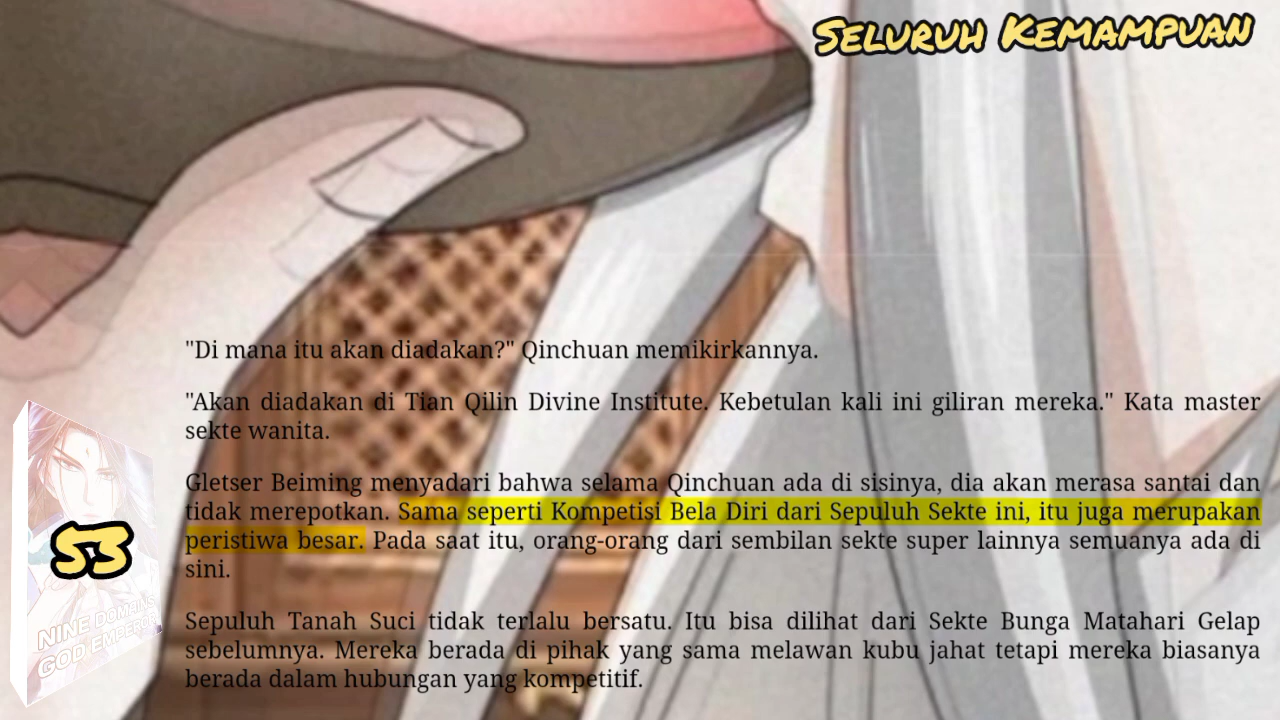 Seluruh Kemampuan
"Di mana itu akan diadakan?" Qinchuan memikirkannya.
"Akan diadakan di Tian Qilin Divine Institute. Kebetulan kali ini giliran mereka." Kata master
sekte wanita.
Gletser Beiming menyadari bahwa selama Qinchuan ada di sisinya, dia akan merasa santai dan
tidak merepotkan. Sama seperti Kompetisi Bela Diri dari Sepuluh Sekte ini, itu juga merupakan
peristiwa besar. Pada saat itu, orang-orang dari sembilan sekte super lainnya semuanya ada di
sini.
Sepuluh Tanah Suci tidak terlalu bersatu. Itu bisa dilihat dari Sekte Bunga Matahari Gelap
sebelumnya. Mereka berada di pihak yang sama melawan kubu jahat tetapi mereka biasanya
berada dalam hubungan yang kompetitif.
53
NINE DOMAINS
GOD EMPEROR